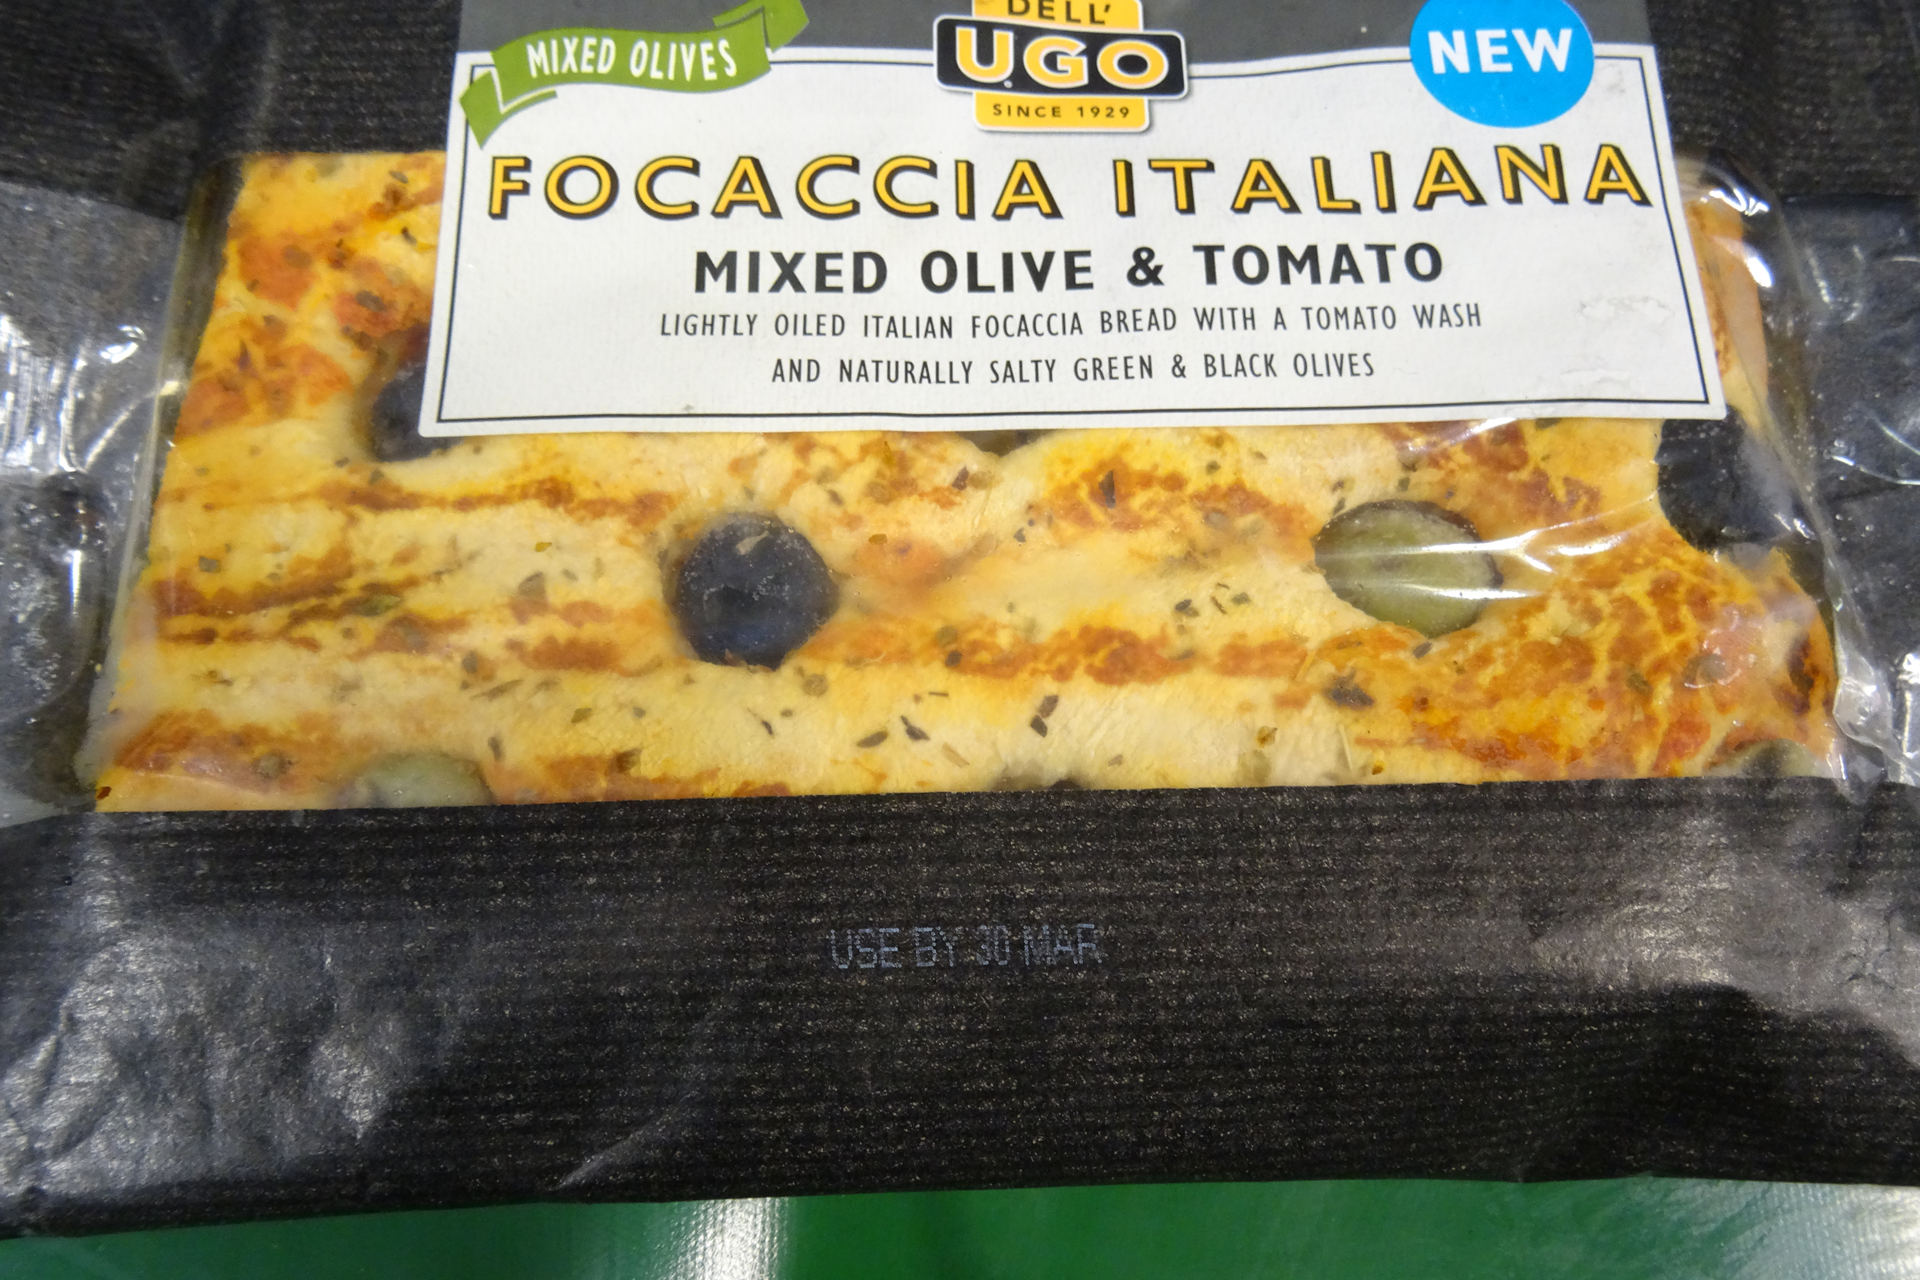 MIXED OLIVES
DELL'
UGO
SINCE 1929
NEW
FOCACCIA ITALIANA
MIXED OLIVE & TOMATO
LIGHTLY OILED ITALIAN FOCACCIA BREAD WITH A TOMATO WASH
AND NATURALLY SALTY GREEN & BLACK OLIVES
USE BY 30 MAR